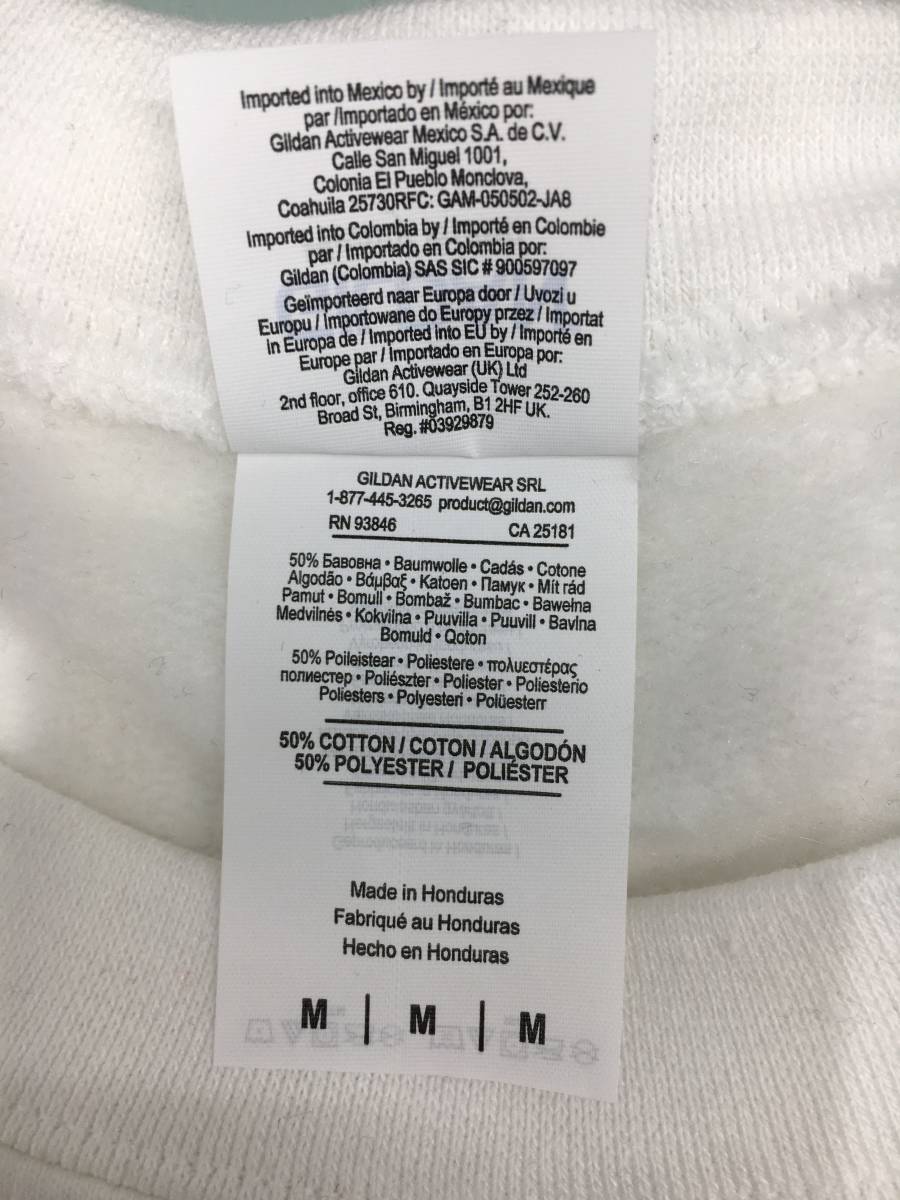 Imported into Mexico by / Importé au Mexique
par /Importado en México por:
Gildan Activewear Mexico S.A. de C.V.
Calle San Miguel 1001,
Colonia El Pueblo Monclova,
Coahuila 25730RFC: GAM-050502-JA8
Imported into Colombia by / Importé en Colombie
par / Importado en Colombia por:
Gildan (Colombia) SAS SIC # 900597097
Geïmporteerd naar Europa door / Uvozi u
Europu / Importowane do Europy przez / Importat
in Europa de / Imported into EU by / Importé en
Europe par / Importado en Europa por:
Gildan Activewear (UK) Ltd
2nd floor, office 610. Quayside Tower 252-260
Broad St, Birmingham, B1 2HF UK.
Reg. #03929879
GILDAN ACTIVEWEAR SRL
1-877-445-3265 product@gildan.com
RN 93846 CA 25181
50% Бавовна • Baumwolle • Cadás • Cotone
Algodão • Βάμβαξ • Katoen • Памук • Mít rád
Pamut • Bomull • Bombaž • Bumbac • Bawełna
Medvilnės • Kokvilna • Puuvilla • Puuvill • Bavlna
Bomuld • Qoton
50% Poileistear • Poliestere • πολυεστέρας
полиестер • Poliészter • Poliester • Poliesterio
Poliesters • Polyesteri • Polüesterr
50% COTTON / COTON / ALGODÓN
50% POLYESTER / POLIÉSTER
Made in Honduras
Fabriqué au Honduras
Hecho en Honduras
M | M | M